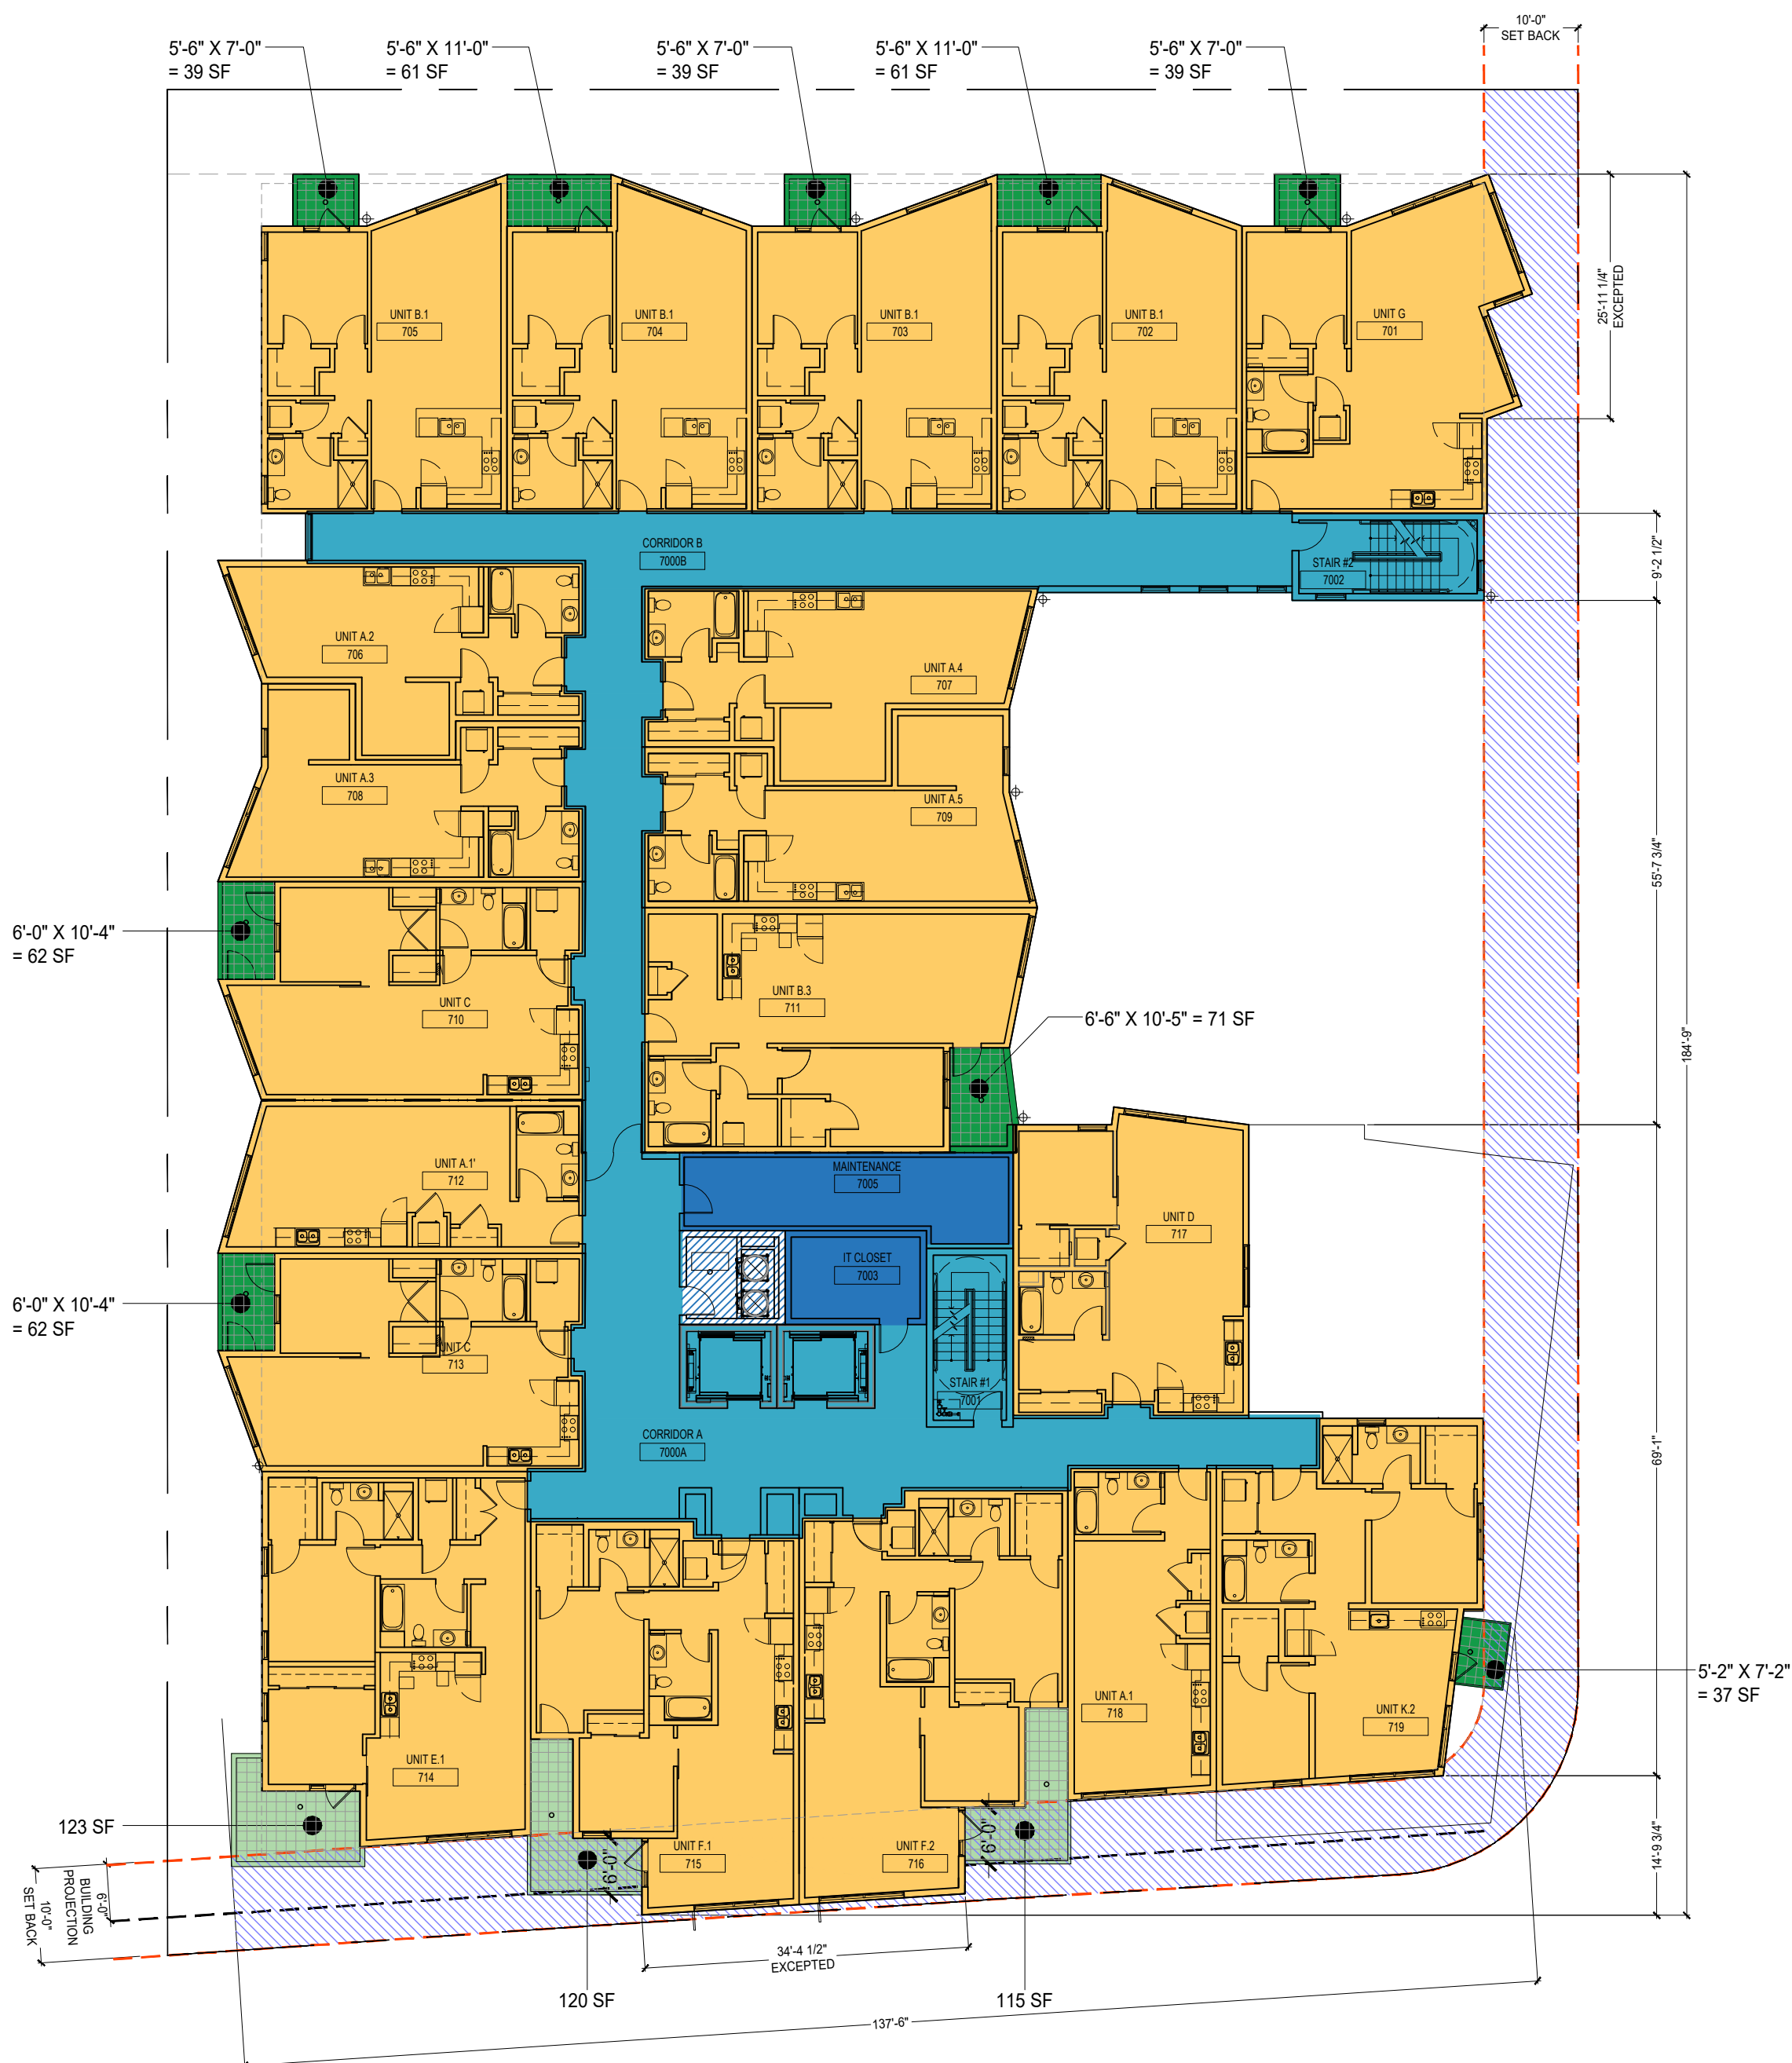 10'-0"
SET BACK
5'-6" X 7'-0"
= 39 SF
5'-6" X 11'-0"
= 61 SF
5'-6" X 7'-0"
= 39 SF
5'-6" X 11'-0"
= 61 SF
5'-6" X 7'-0"
= 39 SF
UNIT B.1
705
UNIT B.1
704
UNIT B.1
703
UNIT B.1
702
UNIT G
701
25'-11 1/4"
EXCEPTED
CORRIDOR B
7000B
STAIR #2
7002
9'-2 1/2"
UNIT A.2
706
UNIT A.4
707
UNIT A.3
708
UNIT A.5
709
55'-7 3/4"
6'-0" X 10'-4"
= 62 SF
UNIT C
710
UNIT B.3
711
6'-6" X 10'-5" = 71 SF
184'-9"
UNIT A.1'
712
MAINTENANCE
7005
UNIT D
717
IT CLOSET
7003
6'-0" X 10'-4"
= 62 SF
UNIT C
713
STAIR #1
7001
CORRIDOR A
7000A
69'-1"
5'-2" X 7'-2"
= 37 SF
UNIT A.1
718
UNIT K.2
719
UNIT E.1
714
123 SF
UNIT F.1
715
UNIT F.2
716
6'-0"
6'-0"
14'-9 3/4"
6'-0"
BUILDING
PROJECTION
10'-0"
SET BACK
34'-4 1/2"
EXCEPTED
120 SF
115 SF
137'-6"